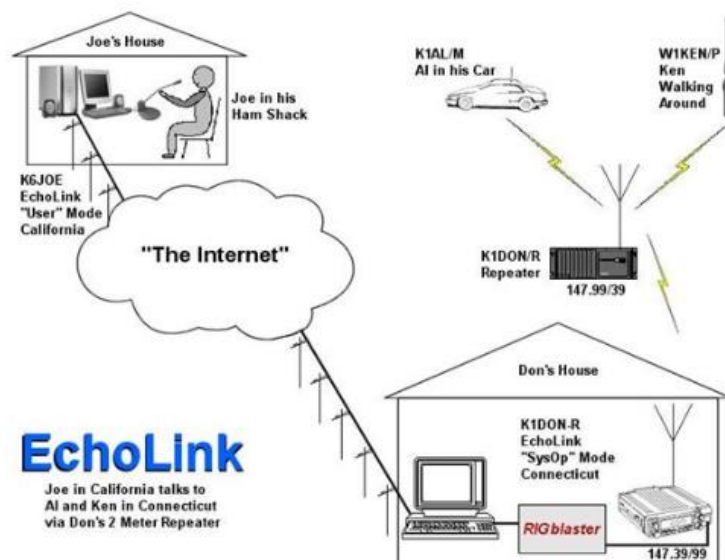 Joe's House
Joe in his
Ham Shack
K6JOE
EchoLink
"User" Mode
California
"The Internet"
K1AL/M
Al in his Car
W1KEN/P
Ken
Walking
Around
K1DON/R
Repeater
147.99/39
Don's House
K1DON-R
EchoLink
"SysOp" Mode
Connecticut
RIGblaster
147.39/99
EchoLink
Joe in California talks to
Al and Ken in Connecticut
via Don's 2 Meter Repeater